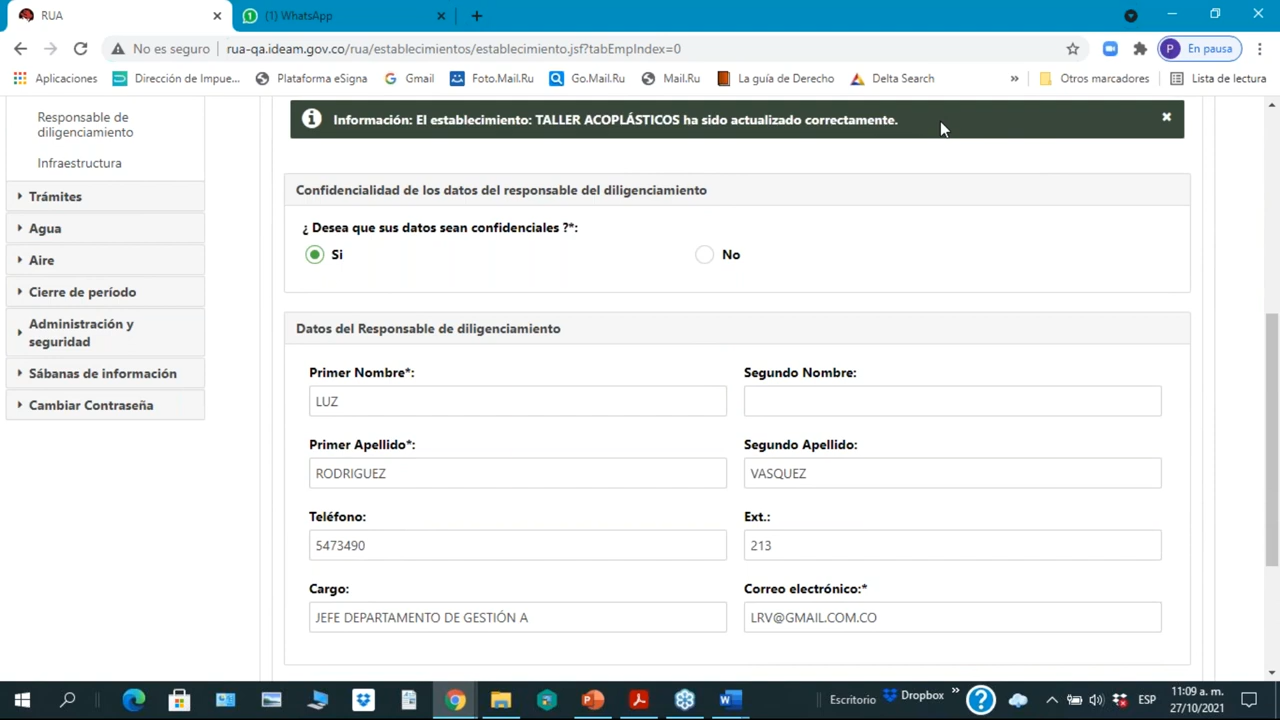 RUA
(1) WhatsApp
No es seguro
rua-qa.ideam.gov.co/rua/establecimientos/establecimiento.jsf?tabEmpIndex=0
P
En pausa
Aplicaciones
Dirección de Impue...
Plataforma eSigna
Gmail
Foto.Mail.Ru
Go.Mail.Ru
Mail.Ru
La guía de Derecho
Delta Search
»
Otros marcadores
Lista de lectura
Responsable de
diligenciamiento
Infraestructura
Trámites
Agua
Aire
Cierre de período
Administración y
seguridad
Sábanas de información
Cambiar Contraseña
Información: El establecimiento: TALLER ACOPLÁSTICOS ha sido actualizado correctamente.
Confidencialidad de los datos del responsable del diligenciamiento
¿ Desea que sus datos sean confidenciales ?*:
Si
No
Datos del Responsable de diligenciamiento
Primer Nombre*:
Segundo Nombre:
LUZ
Primer Apellido*:
Segundo Apellido:
RODRIGUEZ
VASQUEZ
Teléfono:
Ext.:
5473490
213
Cargo:
Correo electrónico:*
JEFE DEPARTAMENTO DE GESTIÓN A
LRV@GMAIL.COM.CO
Escritorio
Dropbox
»
ESP
11:09 a. m.
27/10/2021